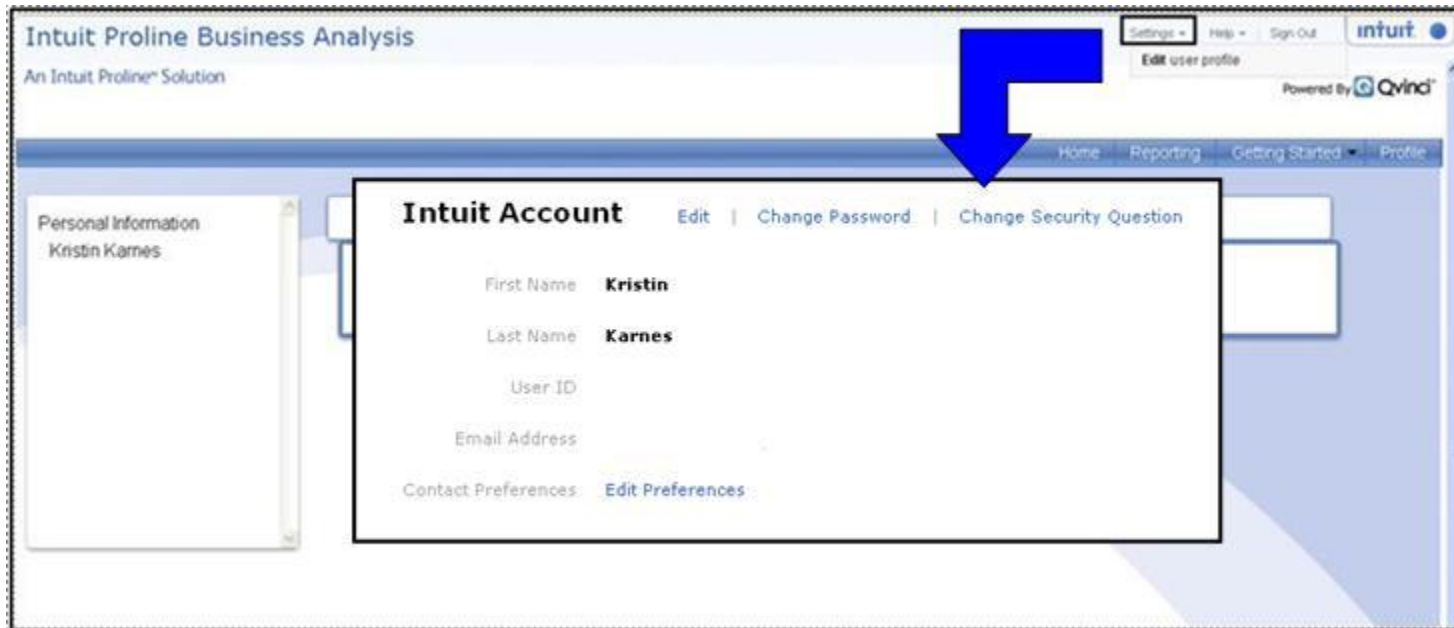 Intuit Proline Business Analysis
Settings Help Sign Out intuit
Edit user profile
An Intuit Proline℠ Solution
Powered By Qvinci
Home Reporting Getting Started Profile
Personal Information
Kristin Karnes
Intuit Account Edit | Change Password | Change Security Question
First Name Kristin
Last Name Karnes
User ID
Email Address
Contact Preferences Edit Preferences